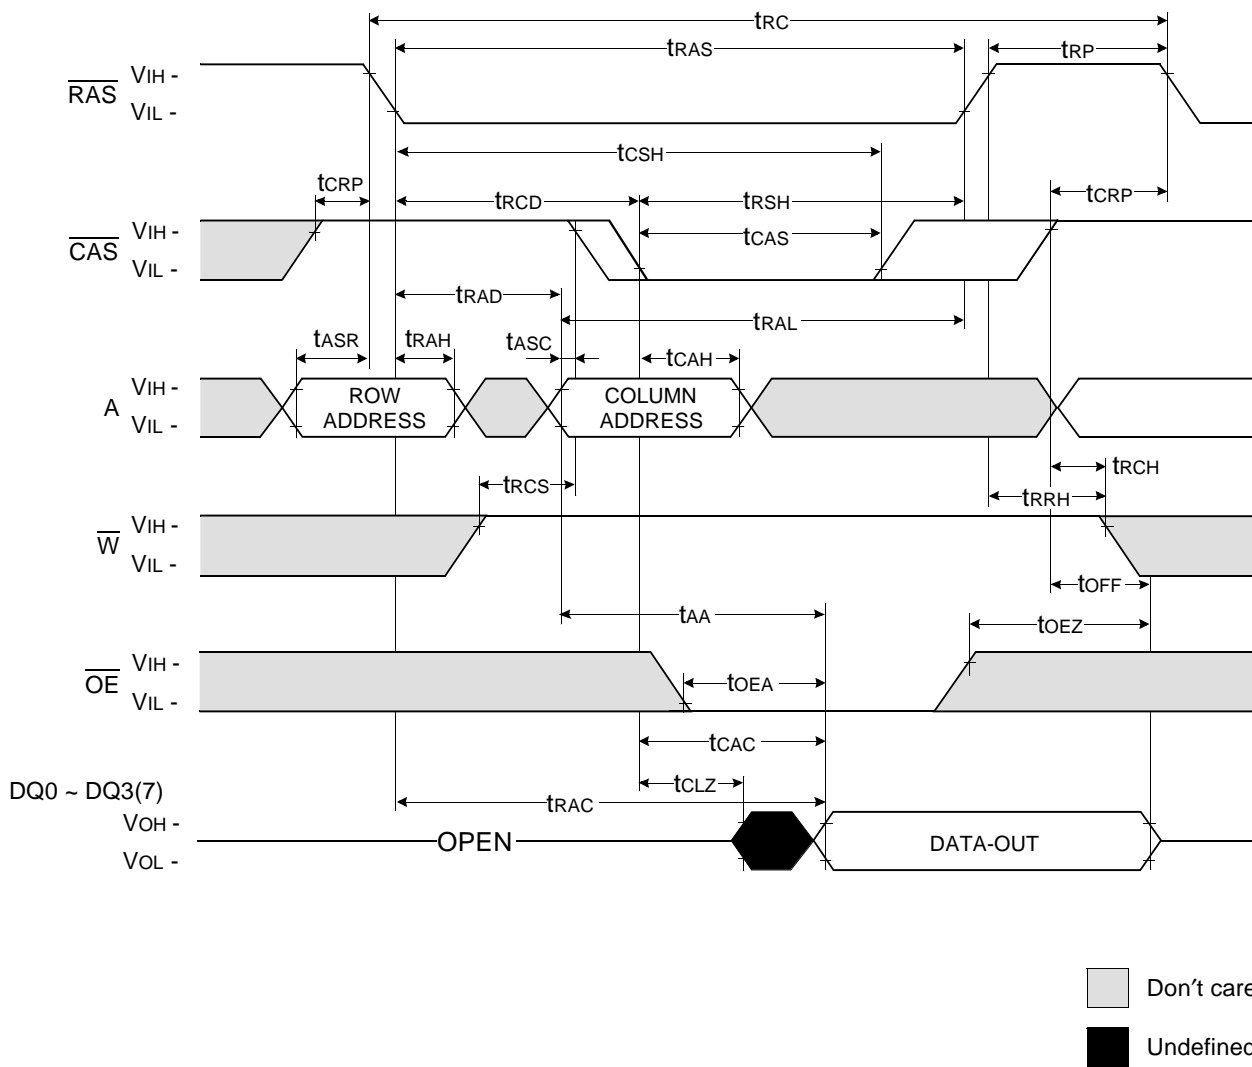 tRC
tRAS
tRP
RAS
VIH -
VIL -
tCSH
tCRP
tRCD
tRSH
tCRP
CAS
VIH -
VIL -
tCAS
tRAD
tRAL
tASR
tRAH
tASC
tCAH
A
VIH -
VIL -
ROW
ADDRESS
COLUMN
ADDRESS
tRCS
tRCH
tRRH
W
VIH -
VIL -
tOFF
tAA
tOEZ
OE
VIH -
VIL -
tOEA
tCAC
tCLZ
tRAC
DQ0 ~ DQ3(7)
VOH -
VOL -
OPEN
DATA-OUT
Don′t care
Undefined